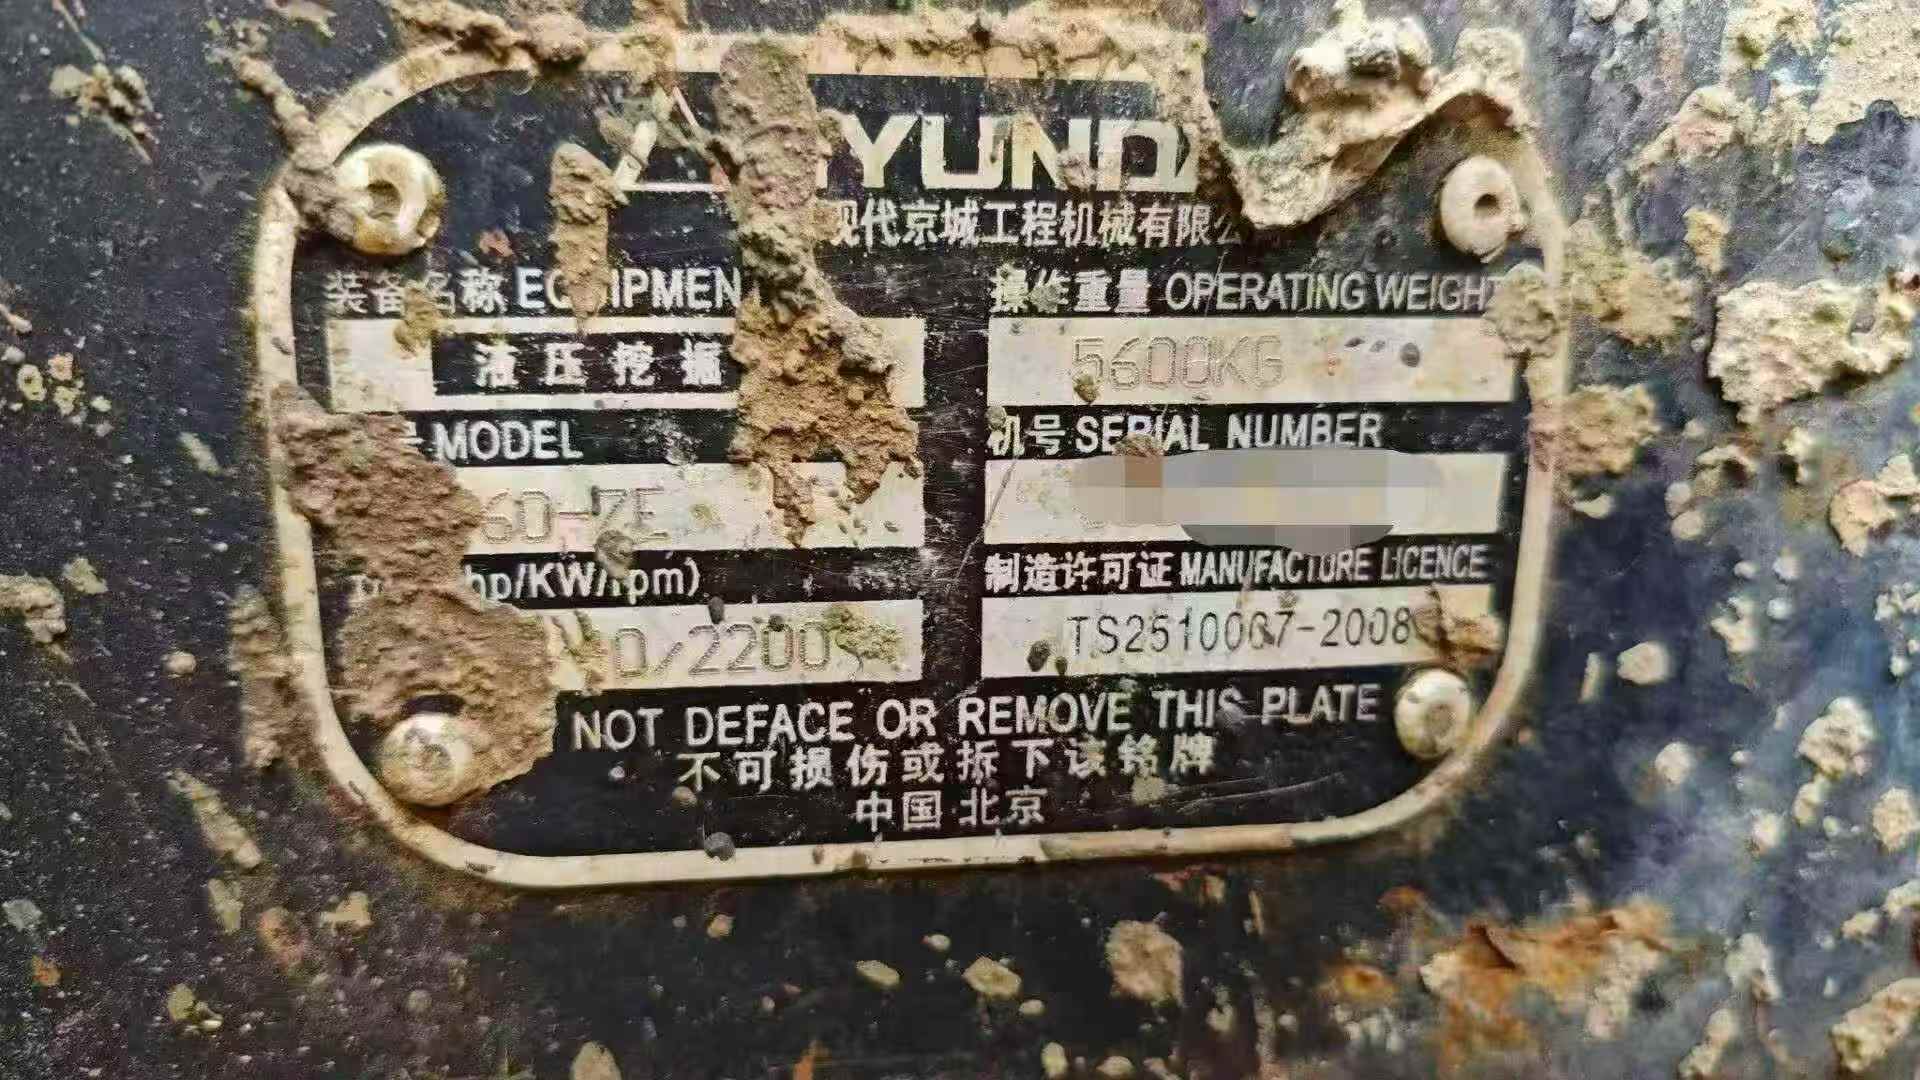 YUNDA
现代京城工程机械有限公
装备名称 EQUIPMEN
操作重量 OPERATING WEIGHT
液压挖掘
5600KG
号 MODEL
机号 SERIAL NUMBER
60-7E
制造许可证 MANUFACTURE LICENCE
hp/KW/rpm)
TS2510067-2008
0/2200
NOT DEFACE OR REMOVE THIS PLATE
不可损伤或拆下该铭牌
中国北京